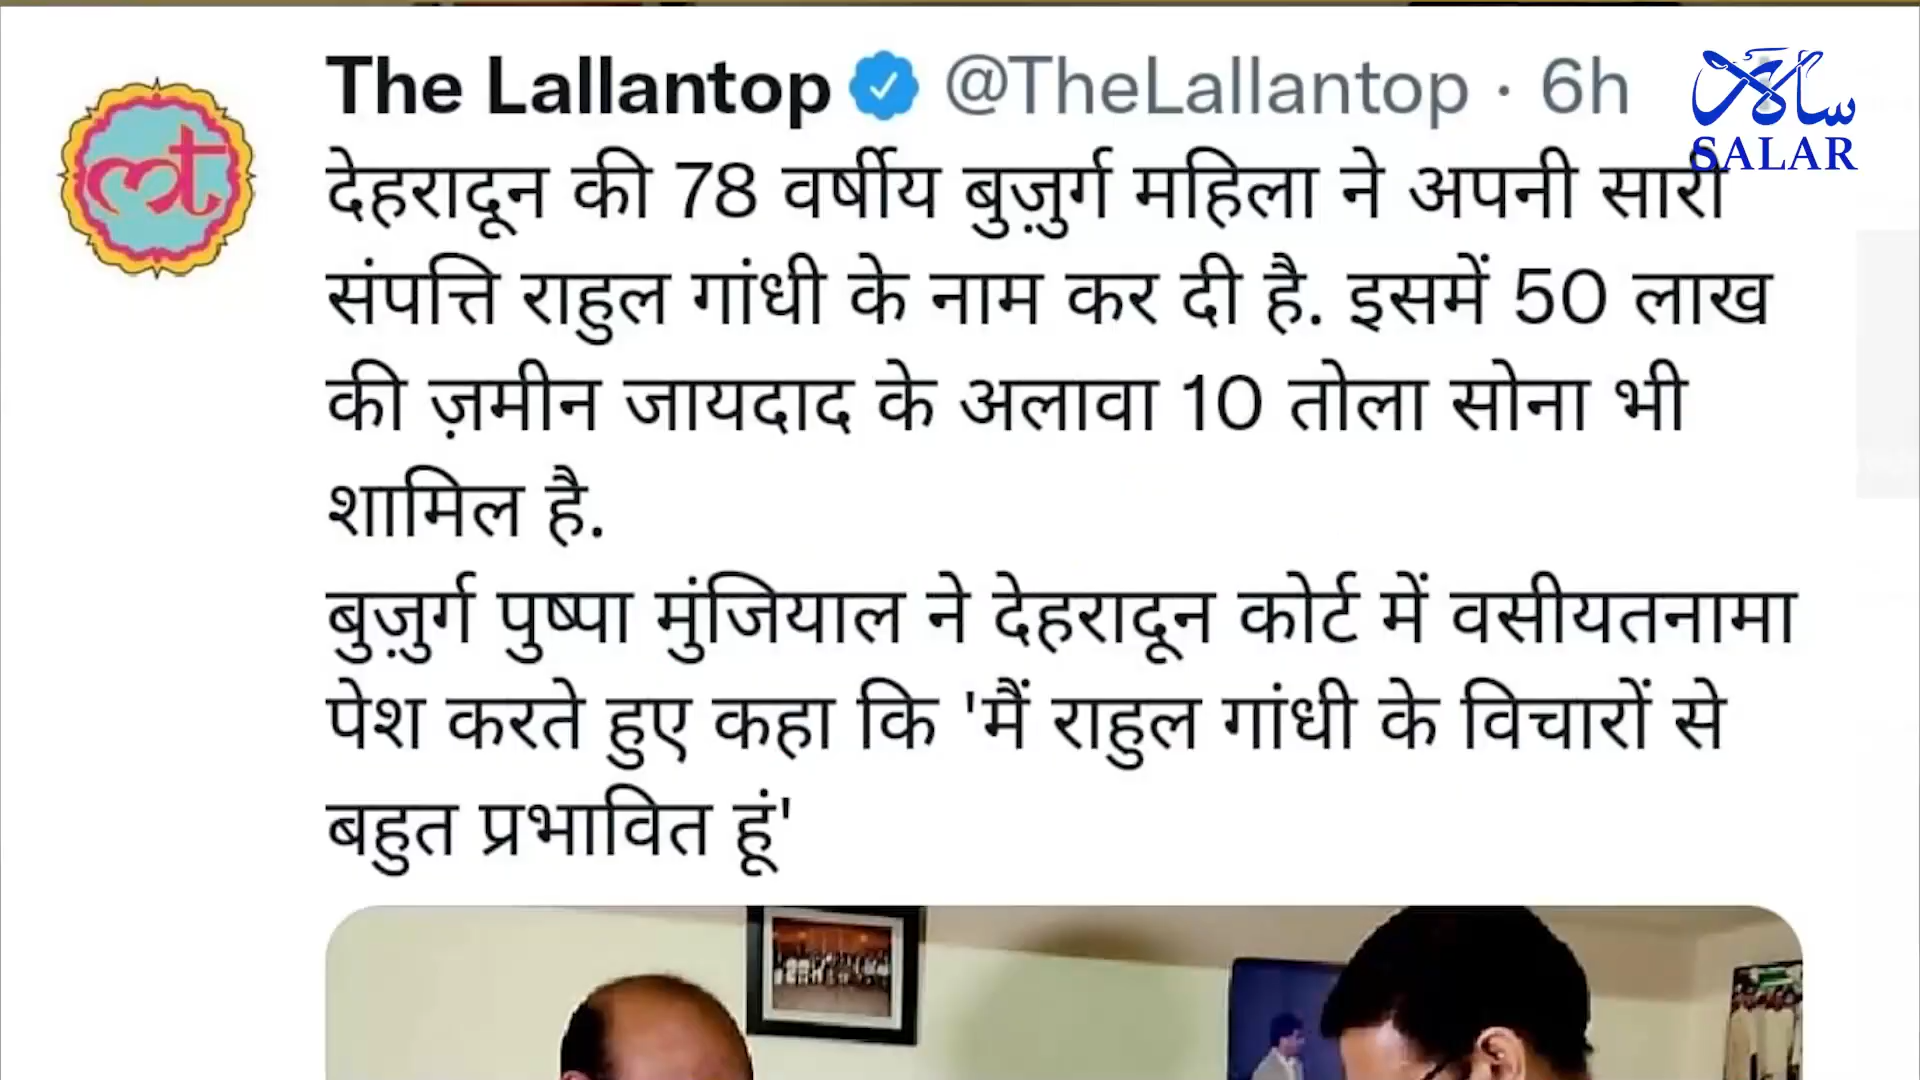 The Lallantop @TheLallantop · 6h
سالار
SALAR
देहरादून की 78 वर्षीय बुज़ुर्ग महिला ने अपनी सारी
संपत्ति राहुल गांधी के नाम कर दी है. इसमें 50 लाख
की ज़मीन जायदाद के अलावा 10 तोला सोना भी
शामिल है.
बुज़ुर्ग पुष्पा मुंजियाल ने देहरादून कोर्ट में वसीयतनामा
पेश करते हुए कहा कि 'मैं राहुल गांधी के विचारों से
बहुत प्रभावित हूं'